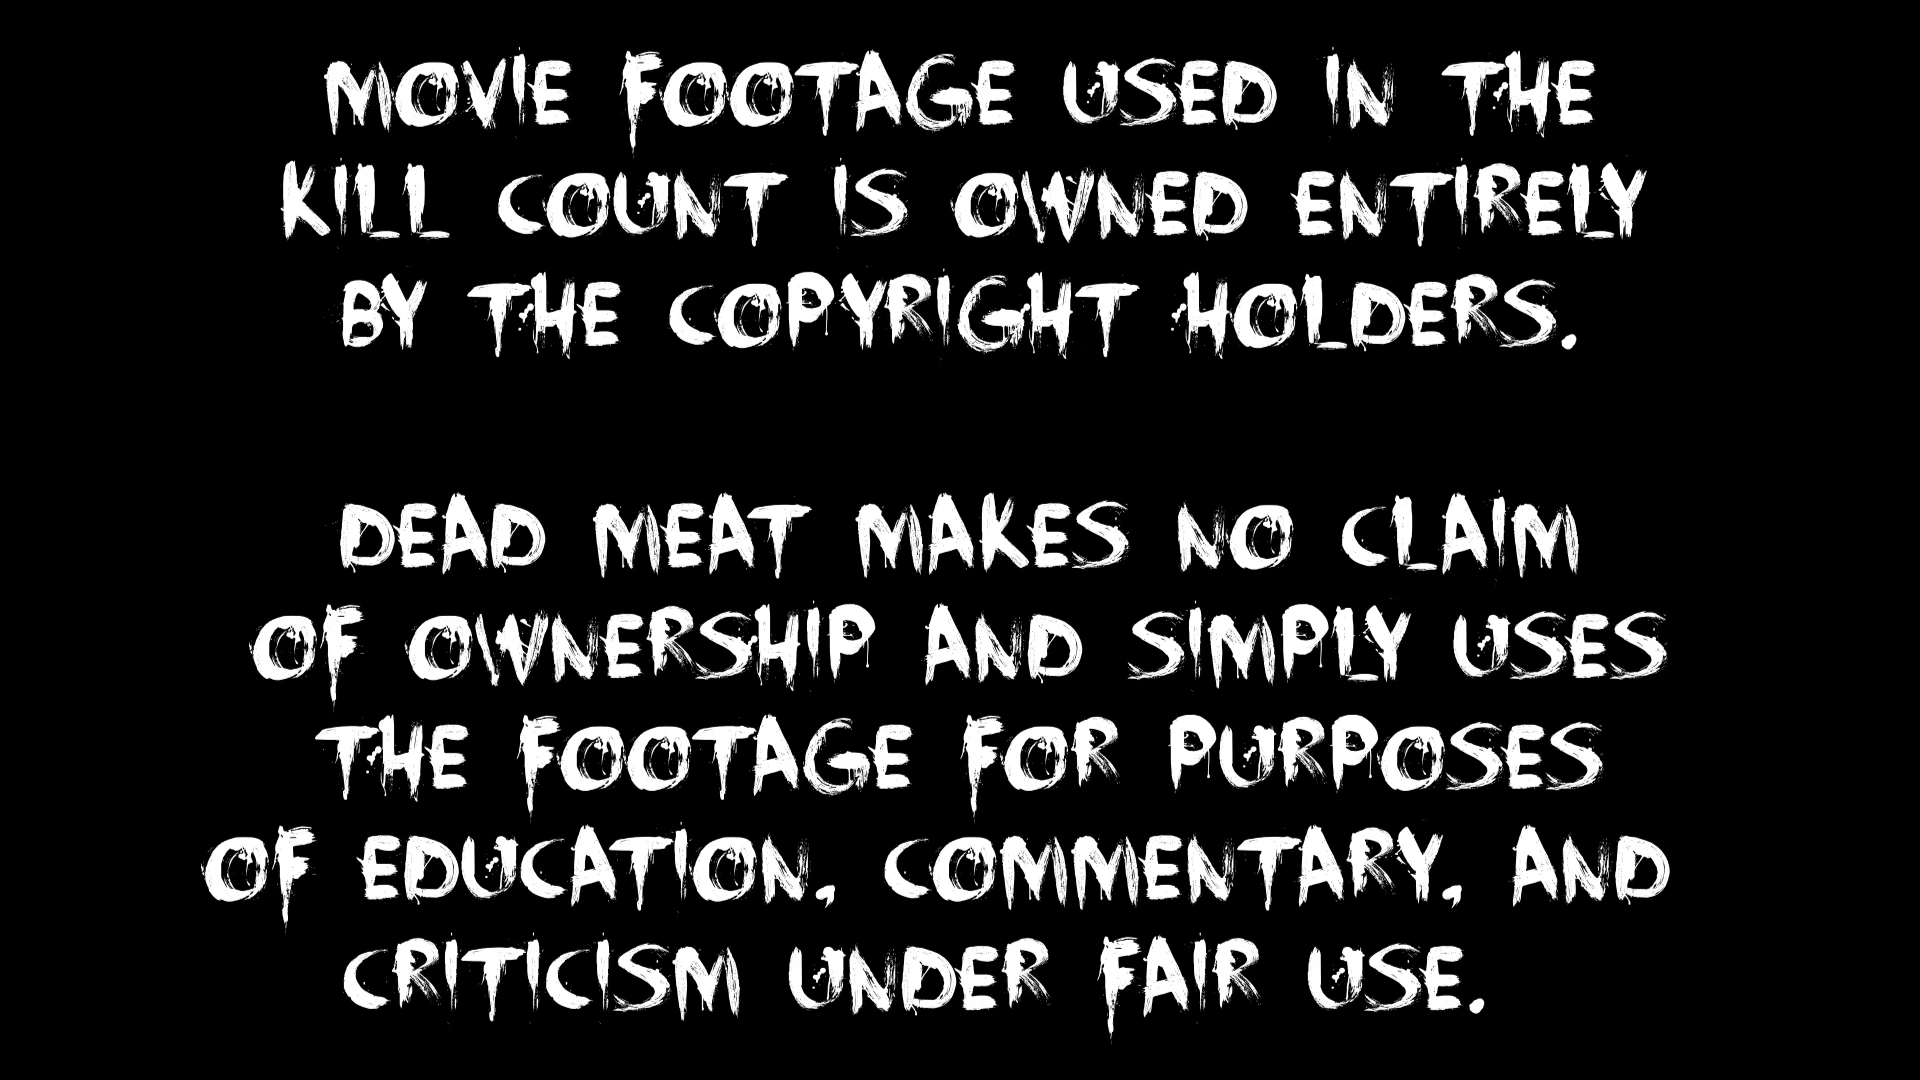 MOVIE FOOTAGE USED IN THE
KILL COUNT IS OWNED ENTIRELY
BY THE COPYRIGHT HOLDERS.
DEAD MEAT MAKES NO CLAIM
OF OWNERSHIP AND SIMPLY USES
THE FOOTAGE FOR PURPOSES
OF EDUCATION, COMMENTARY, AND
CRITICISM UNDER FAIR USE.